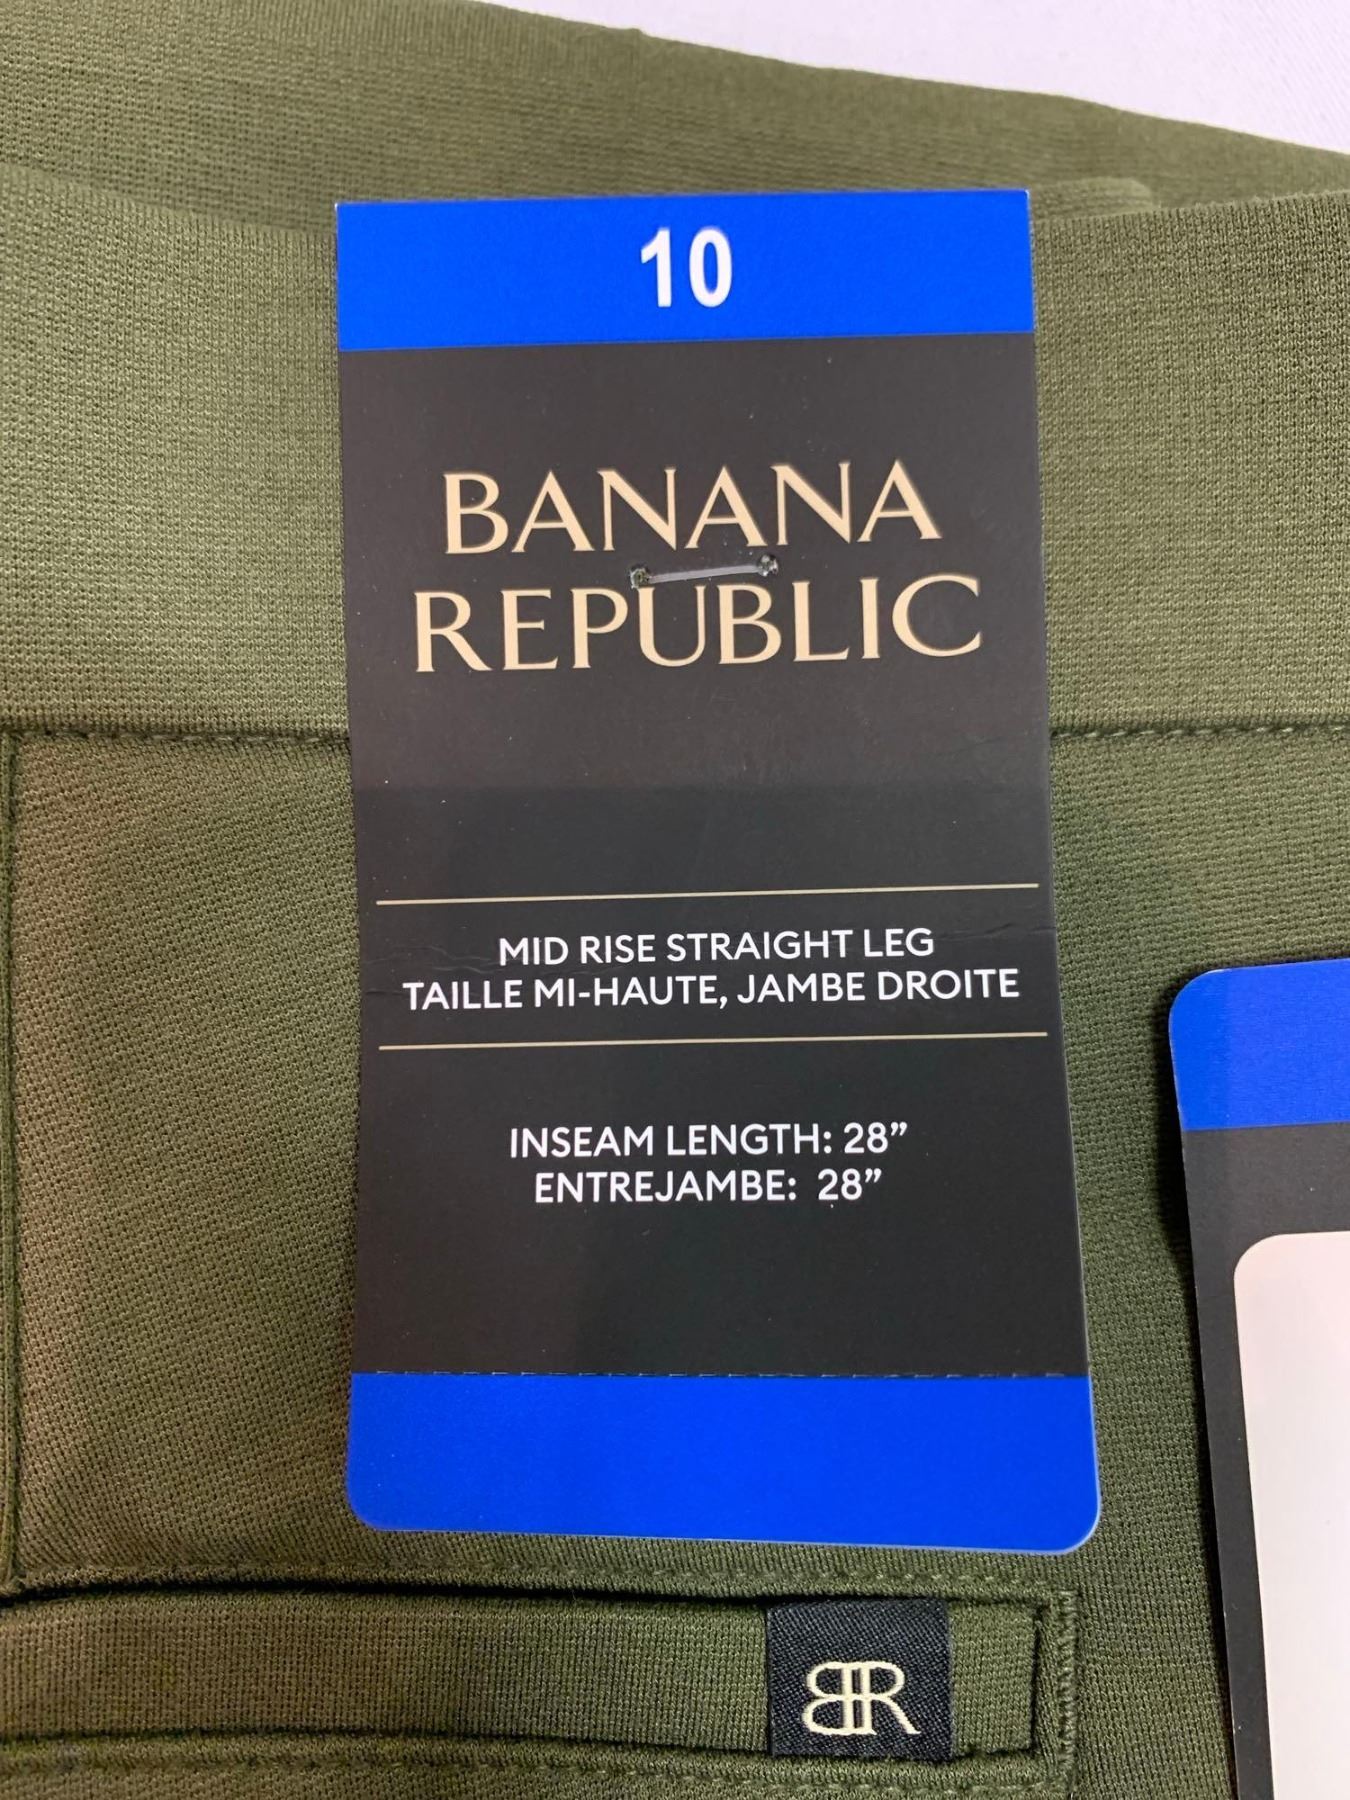 10
BANANA
REPUBLIC
MID RISE STRAIGHT LEG
TAILLE MI-HAUTE, JAMBE DROITE
INSEAM LENGTH: 28”
ENTREJAMBE: 28”
BR